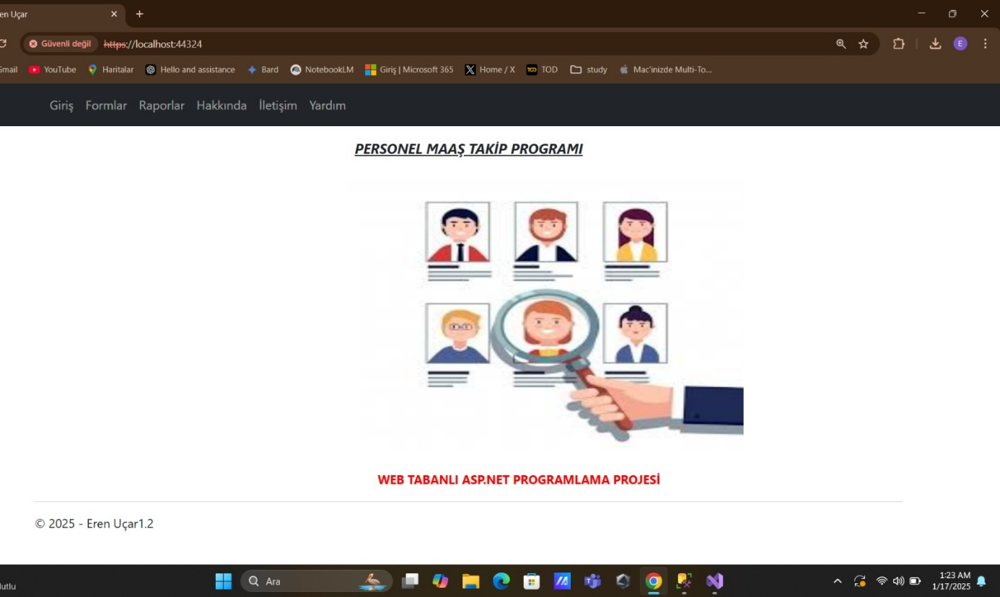 en Uçar
Güvenli değil
https://localhost:44324
Gmail YouTube Haritalar Hello and assistance Bard NotebookLM Giriş | Microsoft 365 Home / X TOD study Mac'inizde Multi-To...
Giriş Formlar Raporlar Hakkında İletişim Yardım
PERSONEL MAAŞ TAKİP PROGRAMI
WEB TABANLI ASP.NET PROGRAMLAMA PROJESİ
© 2025 - Eren Uçar1.2
Ara
1:23 AM
1/17/2025